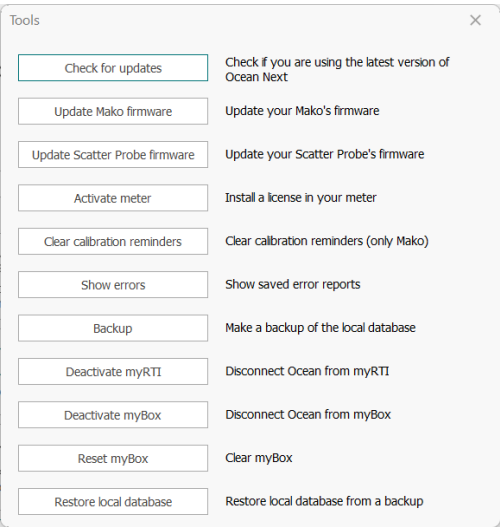 Tools
Check for updates
Check if you are using the latest version of
Ocean Next
Update Mako firmware
Update your Mako's firmware
Update Scatter Probe firmware
Update your Scatter Probe's firmware
Activate meter
Install a license in your meter
Clear calibration reminders
Clear calibration reminders (only Mako)
Show errors
Show saved error reports
Backup
Make a backup of the local database
Deactivate myRTI
Disconnect Ocean from myRTI
Deactivate myBox
Disconnect Ocean from myBox
Reset myBox
Clear myBox
Restore local database
Restore local database from a backup